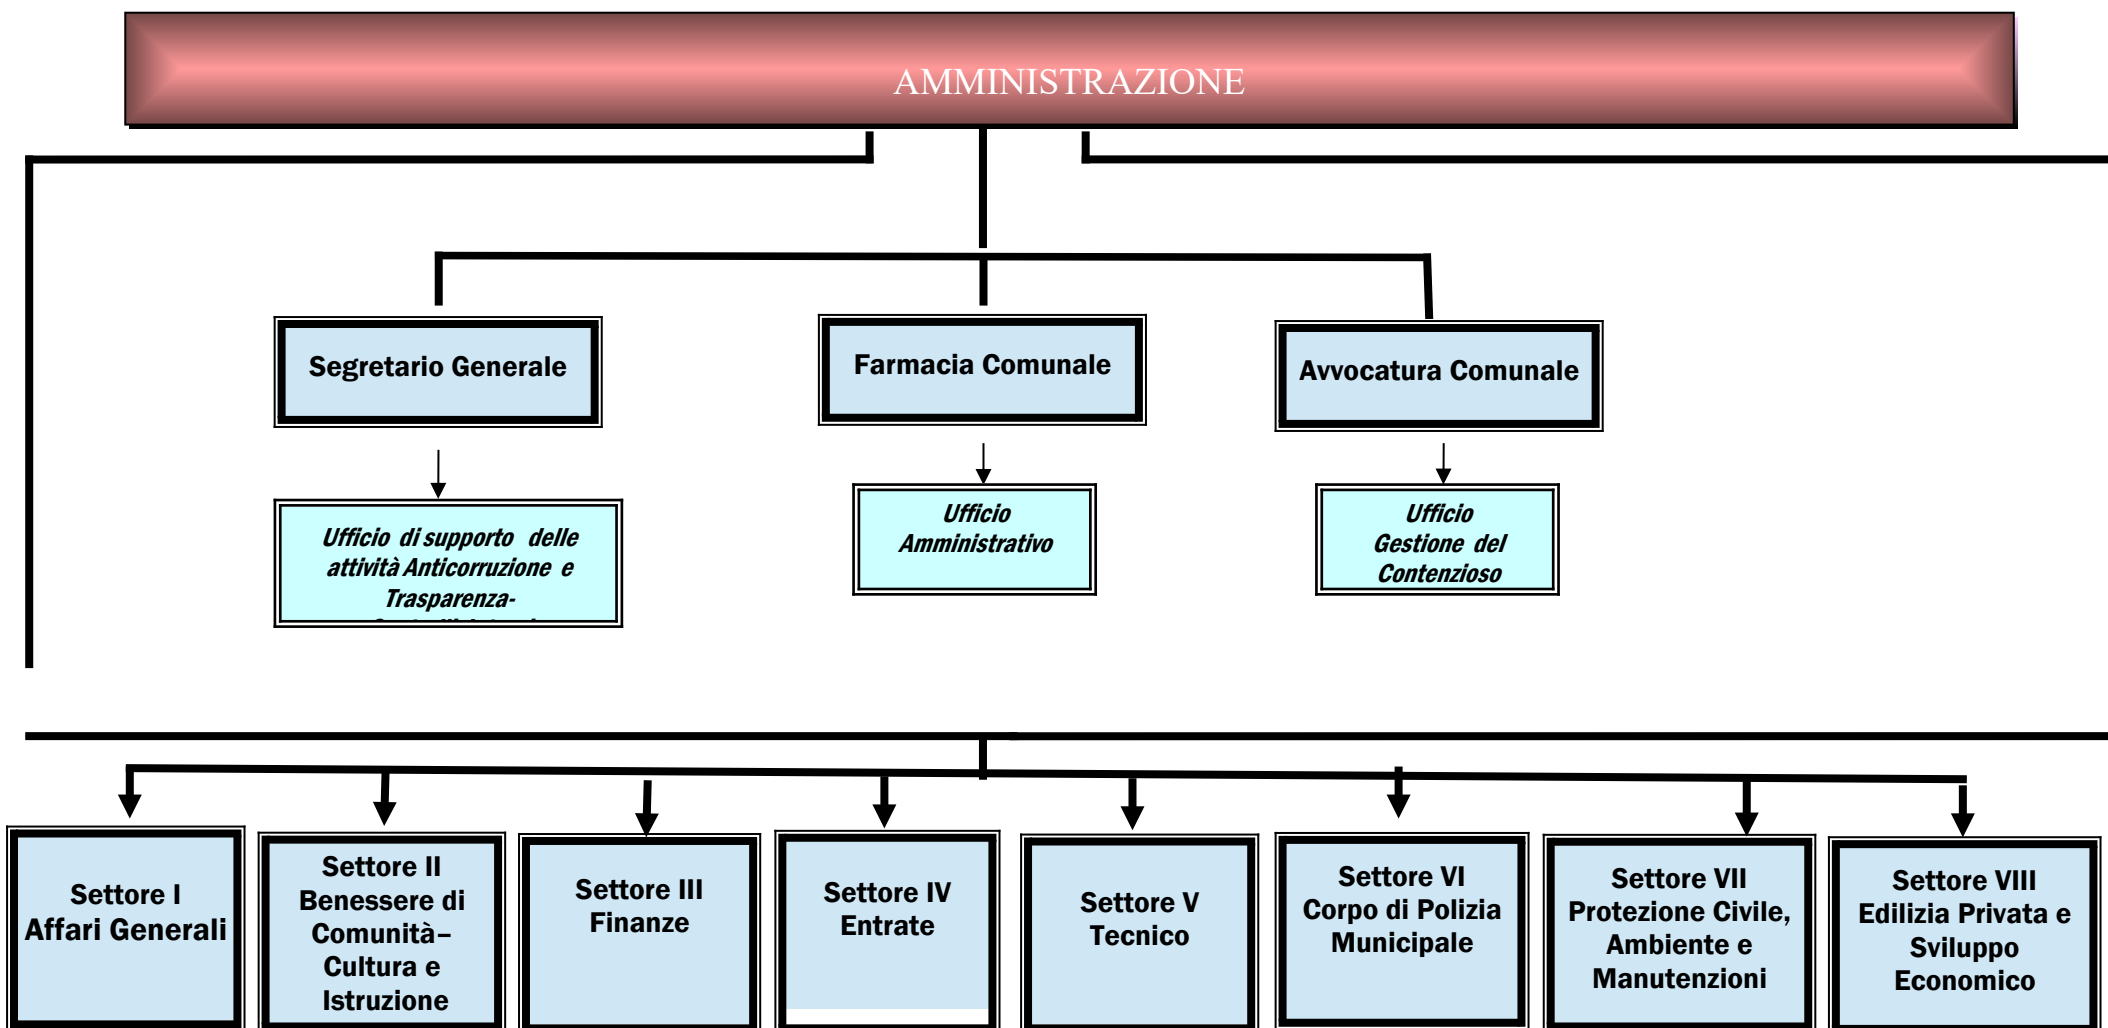 AMMINISTRAZIONE
Segretario Generale
Farmacia Comunale
Avvocatura Comunale
Ufficio di supporto delle
attività Anticorruzione e
Trasparenza-
Ufficio
Amministrativo
Ufficio
Gestione del
Contenzioso
Settore I
Affari Generali
Settore II
Benessere di
Comunità–
Cultura e
Istruzione
Settore III
Finanze
Settore IV
Entrate
Settore V
Tecnico
Settore VI
Corpo di Polizia
Municipale
Settore VII
Protezione Civile,
Ambiente e
Manutenzioni
Settore VIII
Edilizia Privata e
Sviluppo
Economico